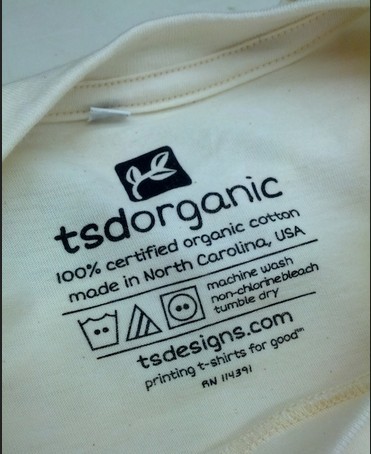 tsdorganic
100% certified organic cotton
made in North Carolina, USA
machine wash
non-chlorine bleach
tumble dry
tsdesigns.com
printing t-shirts for good™
RN 114391